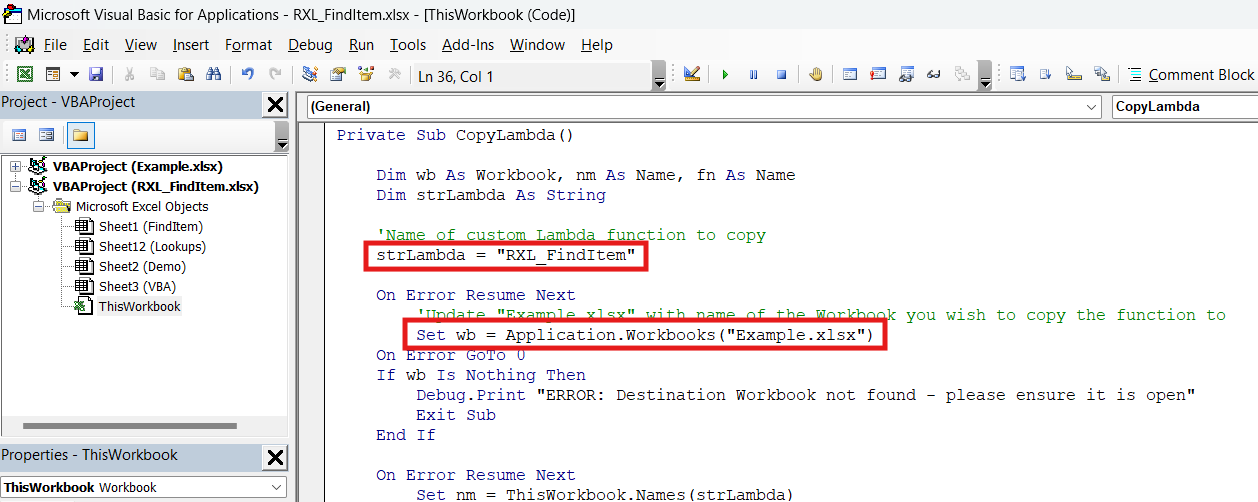 Microsoft Visual Basic for Applications - RXL_FindItem.xlsx - [ThisWorkbook (Code)]
File Edit View Insert Format Debug Run Tools Add-Ins Window Help
Ln 36, Col 1
Comment Block
Project - VBAProject
VBAProject (Example.xlsx)
VBAProject (RXL_FindItem.xlsx)
Microsoft Excel Objects
Sheet1 (FindItem)
Sheet12 (Lookups)
Sheet2 (Demo)
Sheet3 (VBA)
ThisWorkbook
Properties - ThisWorkbook
ThisWorkbook Workbook
(General)
CopyLambda
Private Sub CopyLambda()
Dim wb As Workbook, nm As Name, fn As Name
Dim strLambda As String
'Name of custom Lambda function to copy
strLambda = "RXL_FindItem"
On Error Resume Next
'Update "Example.xlsx" with name of the Workbook you wish to copy the function to
Set wb = Application.Workbooks("Example.xlsx")
On Error GoTo 0
If wb Is Nothing Then
Debug.Print "ERROR: Destination Workbook not found - please ensure it is open"
Exit Sub
End If
On Error Resume Next
Set nm = ThisWorkbook.Names(strLambda)